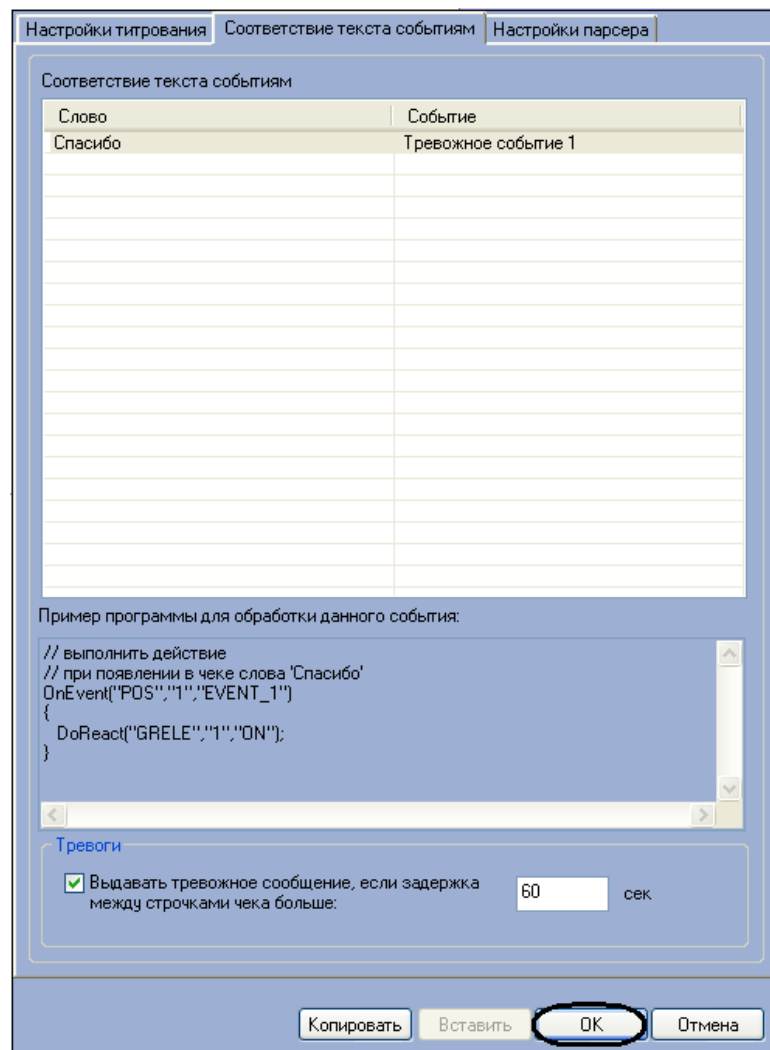 Настройки титрования Соответствие текста событиям Настройки парсера
Соответствие текста событиям
Слово Событие
Спасибо Тревожное событие 1
Пример программы для обработки данного события:
// выполнить действие
// при появлении в чеке слова 'Спасибо'
OnEvent("POS","1","EVENT_1")
{
DoReact("GRELE","1","ON");
}
Тревоги
Выдавать тревожное сообщение, если задержка
между строчками чека больше: 60 сек
Копировать Вставить OK Отмена